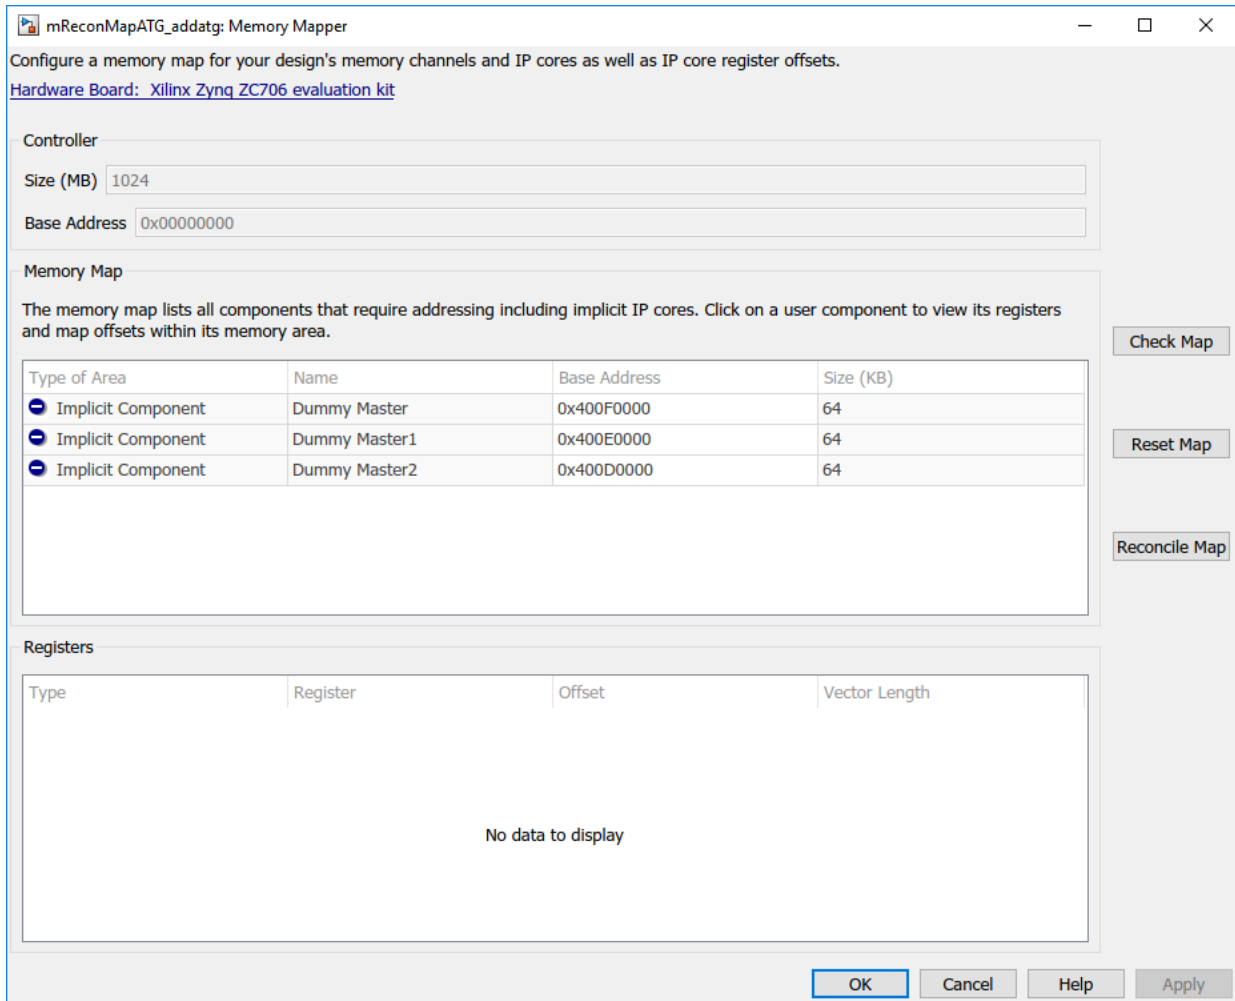 mReconMapATG_addatg: Memory Mapper
Configure a memory map for your design's memory channels and IP cores as well as IP core register offsets.
Hardware Board: Xilinx Zynq ZC706 evaluation kit
Controller
Size (MB) 1024
Base Address 0x00000000
Memory Map
The memory map lists all components that require addressing including implicit IP cores. Click on a user component to view its registers
and map offsets within its memory area.
Type of Area Name Base Address Size (KB)
Implicit Component Dummy Master 0x400F0000 64
Implicit Component Dummy Master1 0x400E0000 64
Implicit Component Dummy Master2 0x400D0000 64
Check Map
Reset Map
Reconcile Map
Registers
Type Register Offset Vector Length
No data to display
OK Cancel Help Apply